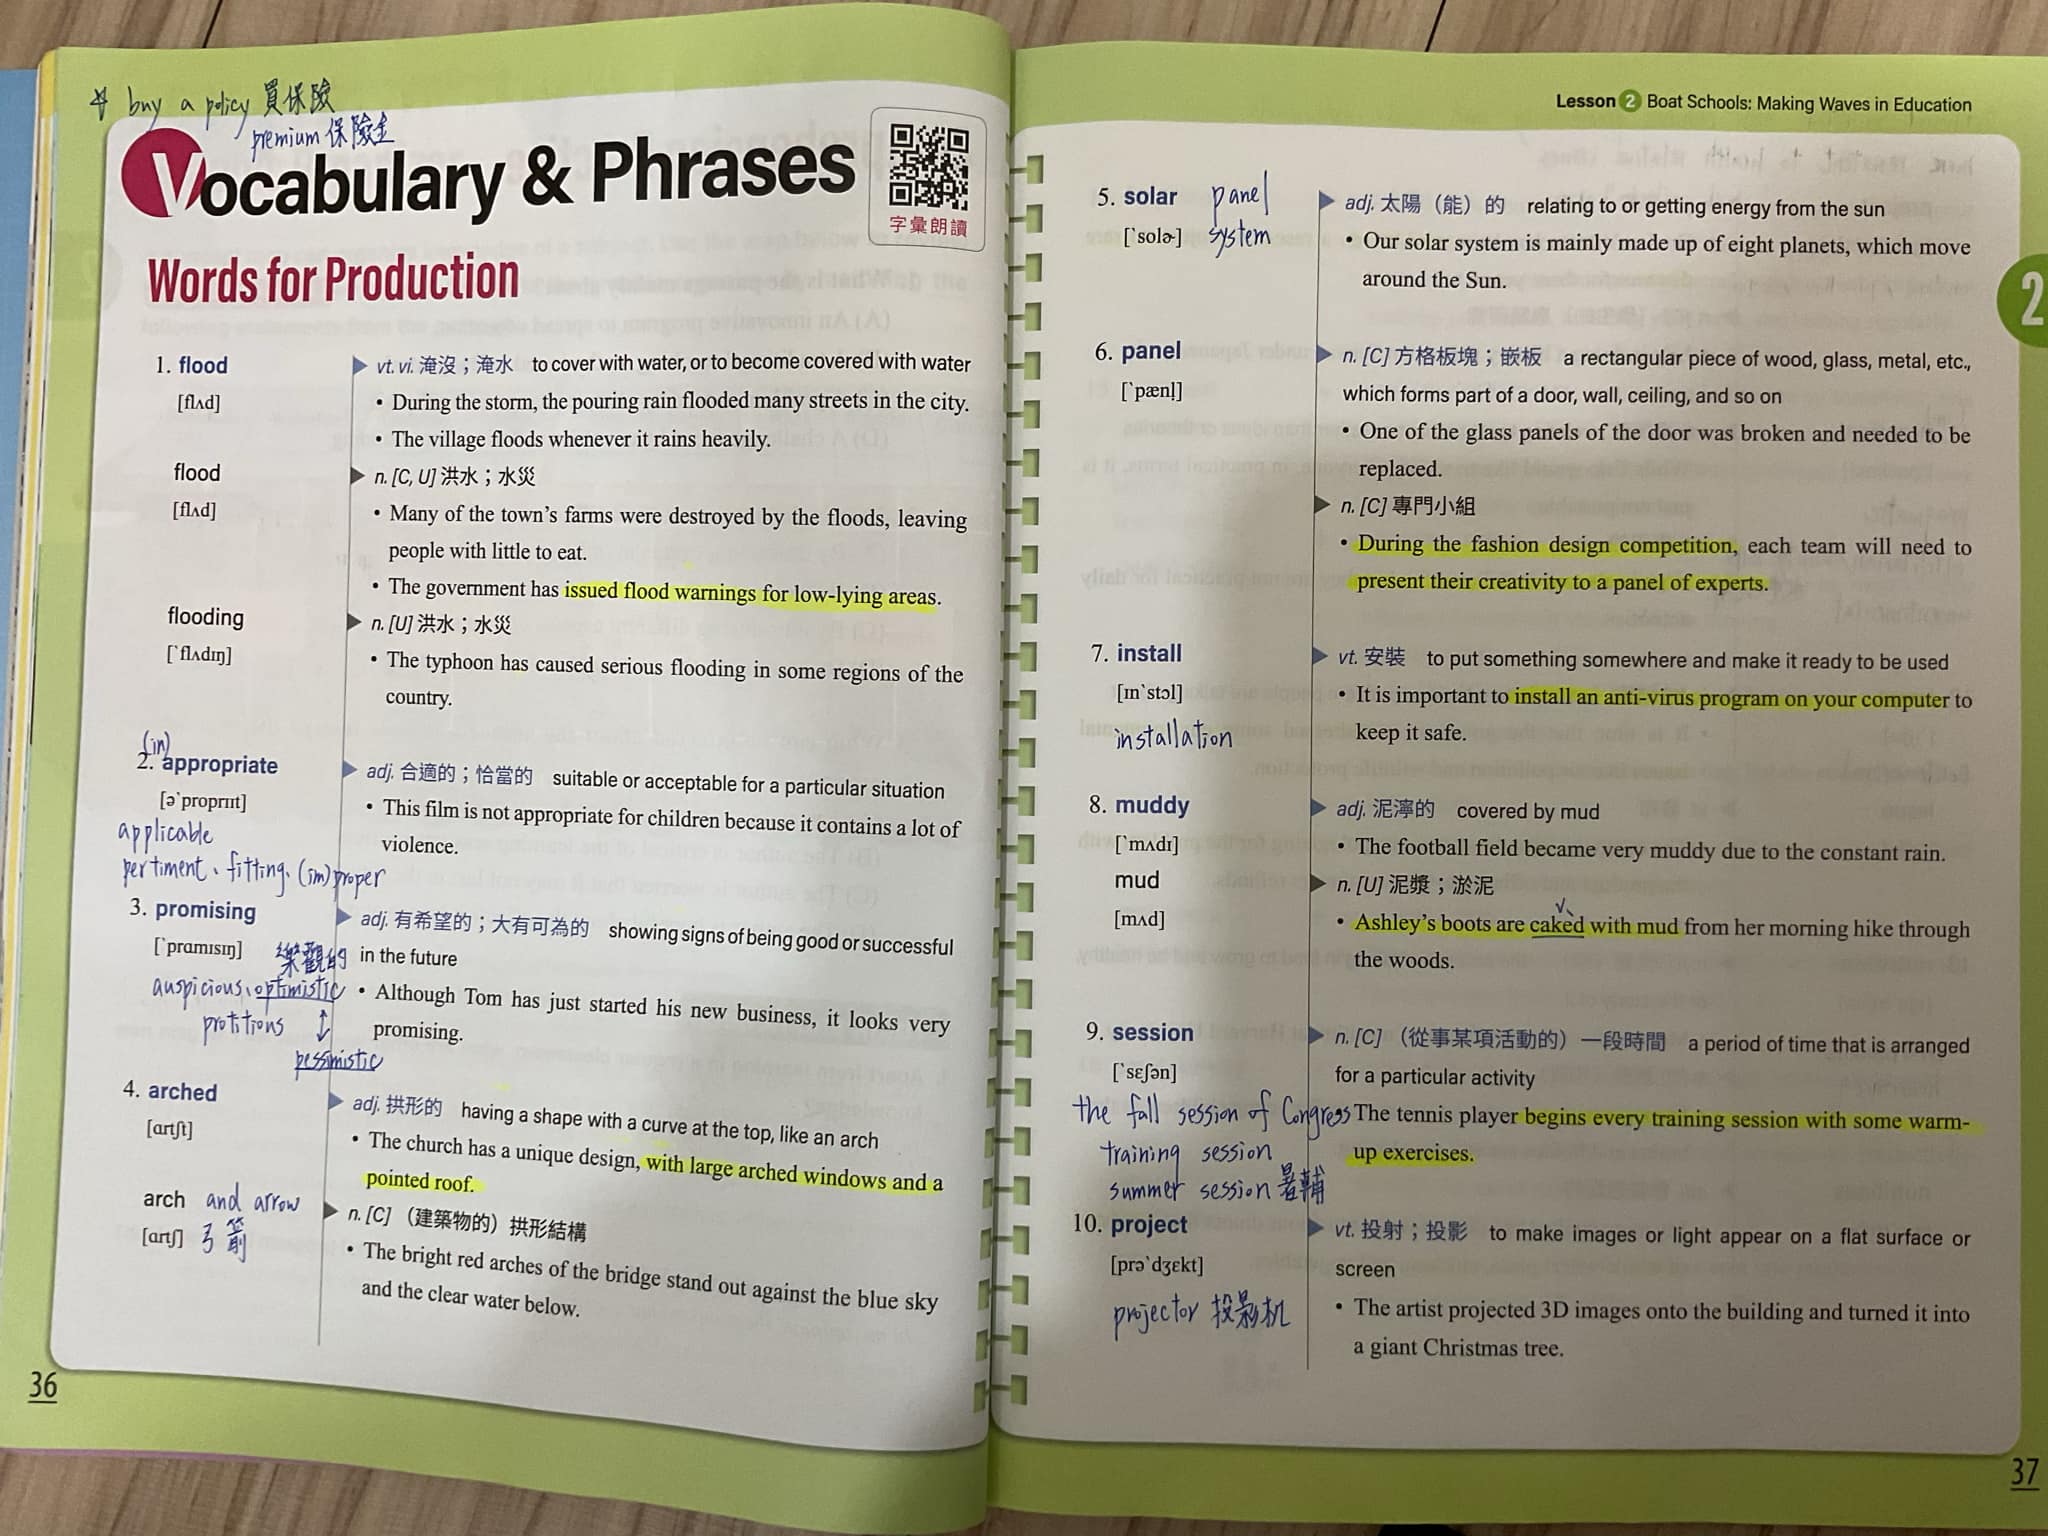 ☆ buy a policy 買保險
premium 保險金
Vocabulary & Phrases
字彙朗讀
Words for Production
1. flood
[flʌd]
vt. vi. 淹沒；淹水 to cover with water, or to become covered with water
• During the storm, the pouring rain flooded many streets in the city.
• The village floods whenever it rains heavily.
flood
[flʌd]
n. [C, U] 洪水；水災
• Many of the town's farms were destroyed by the floods, leaving
people with little to eat.
• The government has issued flood warnings for low-lying areas.
flooding
[ˋflʌdɪŋ]
n. [U] 洪水；水災
• The typhoon has caused serious flooding in some regions of the
country.
(in)
2. appropriate
[əˋproprɪɪt]
applicable
pertiment、fitting、(im)proper
adj. 合適的；恰當的 suitable or acceptable for a particular situation
• This film is not appropriate for children because it contains a lot of
violence.
3. promising
[ˋprɑmɪsɪŋ]
樂觀的
auspicious、optimistic
protitions ↕
pessimistic
adj. 有希望的；大有可為的 showing signs of being good or successful
in the future
• Although Tom has just started his new business, it looks very
promising.
4. arched
[ɑrtʃt]
adj. 拱形的 having a shape with a curve at the top, like an arch
• The church has a unique design, with large arched windows and a
pointed roof.
arch and arrow
[ɑrtʃ] 弓箭
n. [C] （建築物的）拱形結構
• The bright red arches of the bridge stand out against the blue sky
and the clear water below.
36
Lesson 2 Boat Schools: Making Waves in Education
2
5. solar panel
[ˋsolɚ] system
adj. 太陽（能）的 relating to or getting energy from the sun
• Our solar system is mainly made up of eight planets, which move
around the Sun.
6. panel
[ˋpænl̩]
n. [C] 方格板塊；嵌板 a rectangular piece of wood, glass, metal, etc.,
which forms part of a door, wall, ceiling, and so on
• One of the glass panels of the door was broken and needed to be
replaced.
n. [C] 專門小組
• During the fashion design competition, each team will need to
present their creativity to a panel of experts.
7. install
[ɪnˋstɔl]
installation
vt. 安裝 to put something somewhere and make it ready to be used
• It is important to install an anti-virus program on your computer to
keep it safe.
8. muddy
[ˋmʌdɪ]
adj. 泥濘的 covered by mud
• The football field became very muddy due to the constant rain.
mud
[mʌd]
n. [U] 泥漿；淤泥
v.
• Ashley's boots are caked with mud from her morning hike through
the woods.
9. session
[ˋsɛʃən]
the fall session of Congress
training session
summer session 暑輔
n. [C] （從事某項活動的）一段時間 a period of time that is arranged
for a particular activity
The tennis player begins every training session with some warm-
up exercises.
10. project
[prəˋdʒɛkt]
projector 投影机
vt. 投射；投影 to make images or light appear on a flat surface or
screen
• The artist projected 3D images onto the building and turned it into
a giant Christmas tree.
37